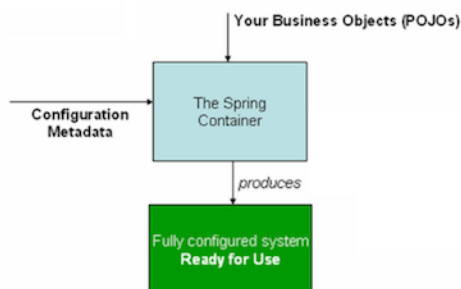 Your Business Objects (POJOs)
Configuration
Metadata
The Spring
Container
produces
Fully configured system
Ready for Use